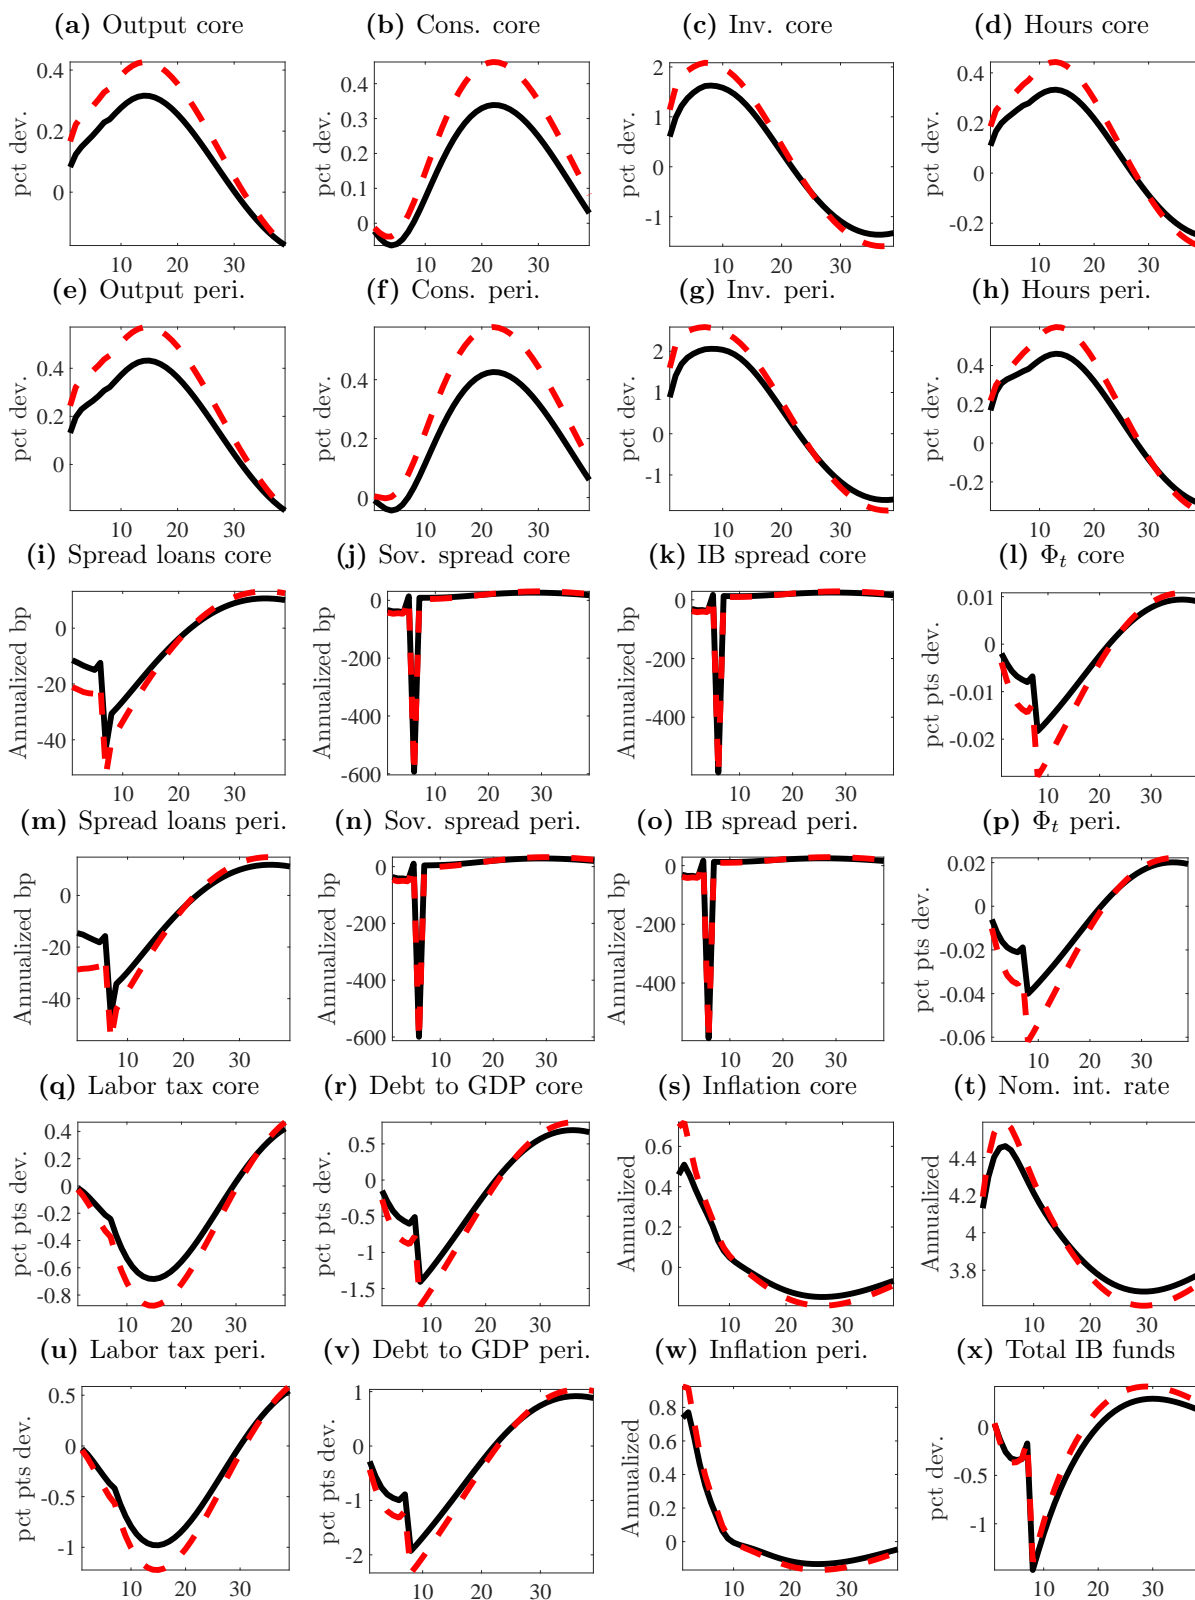 (a) Output core (b) Cons. core (c) Inv. core (d) Hours core
pct dev. 0.4 0.2 0 10 20 30
pct dev. 0.4 0.3 0.2 0.1 0 10 20 30
pct dev. 2 1 0 -1 10 20 30
pct dev. 0.4 0.2 0 -0.2 10 20 30
(e) Output peri. (f) Cons. peri. (g) Inv. peri. (h) Hours peri.
pct dev. 0.4 0.2 0 10 20 30
pct dev. 0.4 0.2 0 10 20 30
pct dev. 2 1 0 -1 10 20 30
pct dev. 0.4 0.2 0 -0.2 10 20 30
(i) Spread loans core (j) Sov. spread core (k) IB spread core (l) Φt core
Annualized bp 0 -20 -40 10 20 30
Annualized bp 0 -200 -400 -600 10 20 30
Annualized bp 0 -200 -400 10 20 30
pct pts dev. 0.01 0 -0.01 -0.02 10 20 30
(m) Spread loans peri. (n) Sov. spread peri. (o) IB spread peri. (p) Φt peri.
Annualized bp 0 -20 -40 10 20 30
Annualized bp 0 -200 -400 -600 10 20 30
Annualized bp 0 -200 -400 10 20 30
pct pts dev. 0.02 0 -0.02 -0.04 -0.06 10 20 30
(q) Labor tax core (r) Debt to GDP core (s) Inflation core (t) Nom. int. rate
pct pts dev. 0.4 0.2 0 -0.2 -0.4 -0.6 -0.8 10 20 30
pct pts dev. 0.5 0 -0.5 -1 -1.5 10 20 30
Annualized 0.6 0.4 0.2 0 10 20 30
Annualized 4.4 4.2 4 3.8 10 20 30
(u) Labor tax peri. (v) Debt to GDP peri. (w) Inflation peri. (x) Total IB funds
pct pts dev. 0.5 0 -0.5 -1 10 20 30
pct pts dev. 1 0 -1 -2 10 20 30
Annualized 0.8 0.6 0.4 0.2 0 10 20 30
pct dev. 0 -0.5 -1 10 20 30